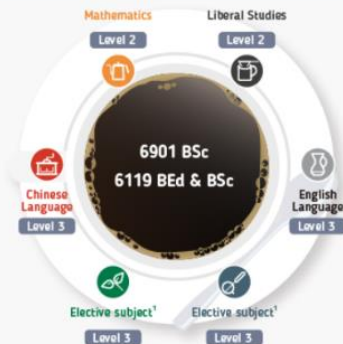 Mathematics
Level 2
Liberal Studies
Level 2
6901 BSc
6119 BEd & BSc
Chinese
Language
Level 3
English
Language
Level 3
Elective subject¹
Level 3
Elective subject¹
Level 3